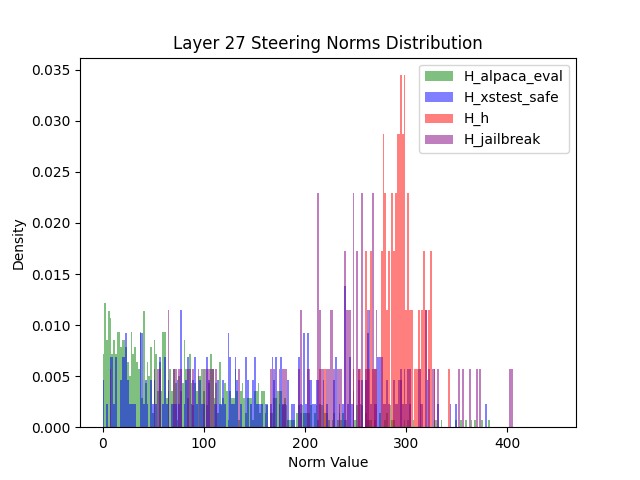 Layer 27 Steering Norms Distribution
H_alpaca_eval
H_xstest_safe
H_h
H_jailbreak
0.035
0.030
0.025
0.020
0.015
0.010
0.005
0.000
Density
0 100 200 300 400
Norm Value